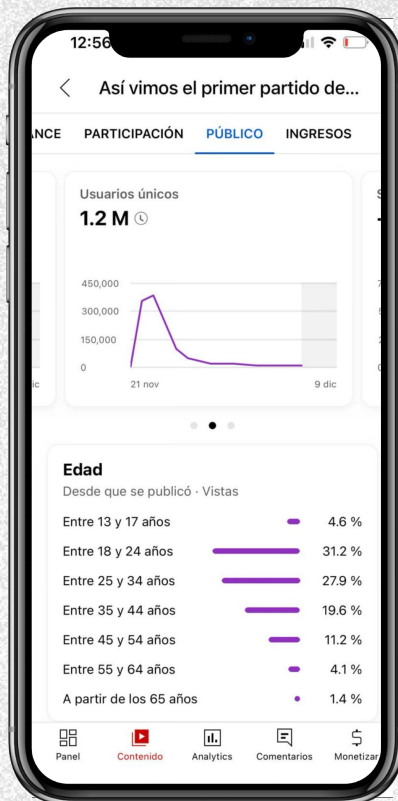 12:56
Así vimos el primer partido de...
NCE PARTICIPACIÓN PÚBLICO INGRESOS
Usuarios únicos
1.2 M
450,000
300,000
150,000
0
21 nov 9 dic
ic
Edad
Desde que se publicó · Vistas
Entre 13 y 17 años 4.6 %
Entre 18 y 24 años 31.2 %
Entre 25 y 34 años 27.9 %
Entre 35 y 44 años 19.6 %
Entre 45 y 54 años 11.2 %
Entre 55 y 64 años 4.1 %
A partir de los 65 años 1.4 %
Panel Contenido Analytics Comentarios Monetizar